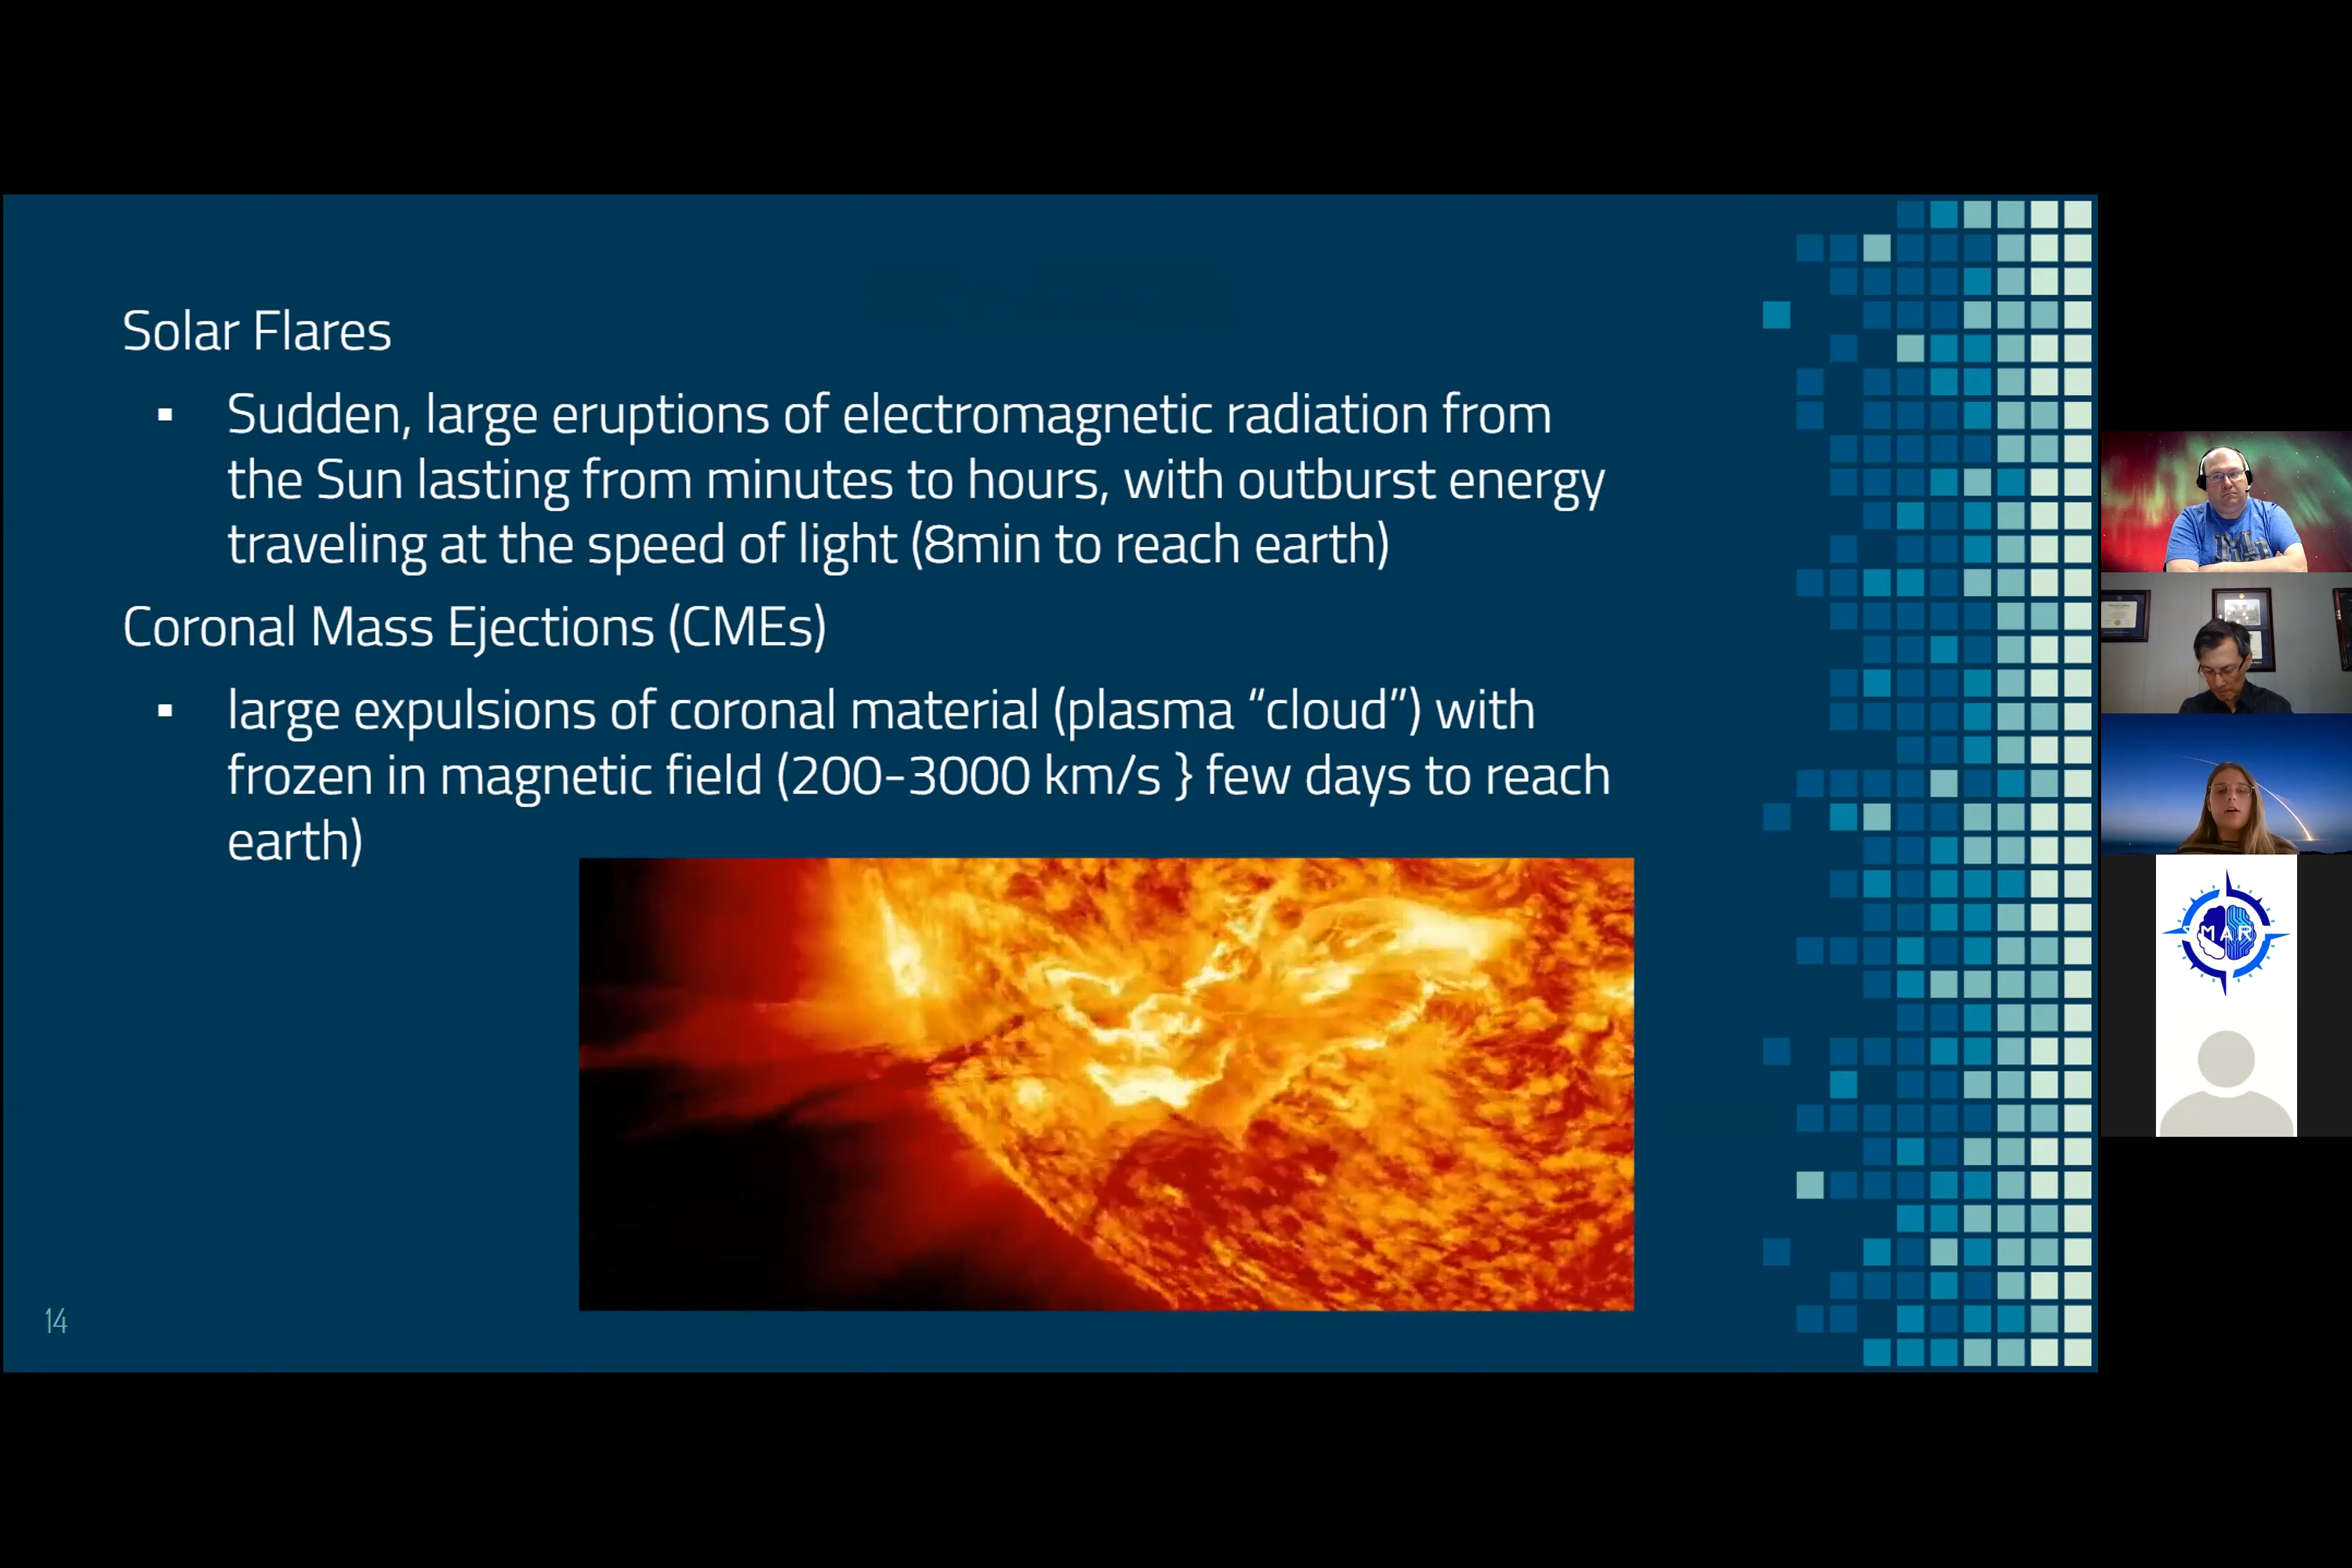 Solar Flares
▪ Sudden, large eruptions of electromagnetic radiation from
the Sun lasting from minutes to hours, with outburst energy
traveling at the speed of light (8min to reach earth)
Coronal Mass Ejections (CMEs)
▪ large expulsions of coronal material (plasma “cloud”) with
frozen in magnetic field (200-3000 km/s } few days to reach
earth)
14